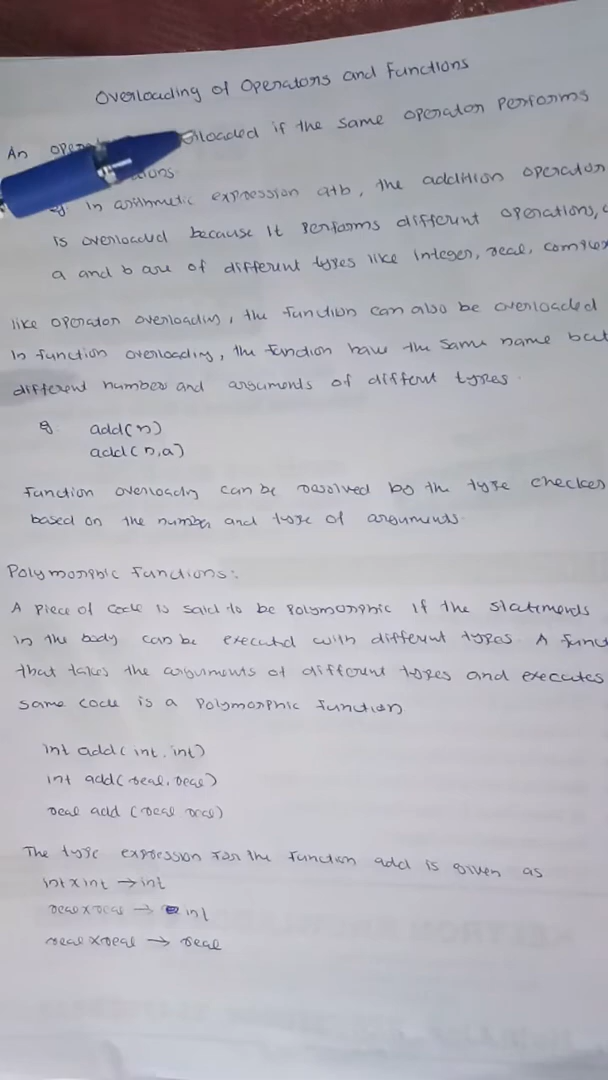 Overloading of Operators and functions
An overloaded if the same operator performs
eg in arithmetic expression a+b, the addition operator
is overloaded because it performs different operations,
a and b are of different types like integer, real, complex
like operator overloading, the function can also be overloaded
In function overloading, the function have the same name but
different number and arguments of different types.
eg add(n)
add(n,a)
function overloading can be resolved by the type checker
based on the number and type of arguments.
Polymorphic functions:
A piece of code is said to be polymorphic if the statements
in the body can be executed with different types. A func
that takes the arguments of different types and executes
same code is a Polymorphic function
int add(int, int)
int add(real, real)
real add (real real)
The type expression for the function add is given as
int x int → int
real x real → int
real x real → real